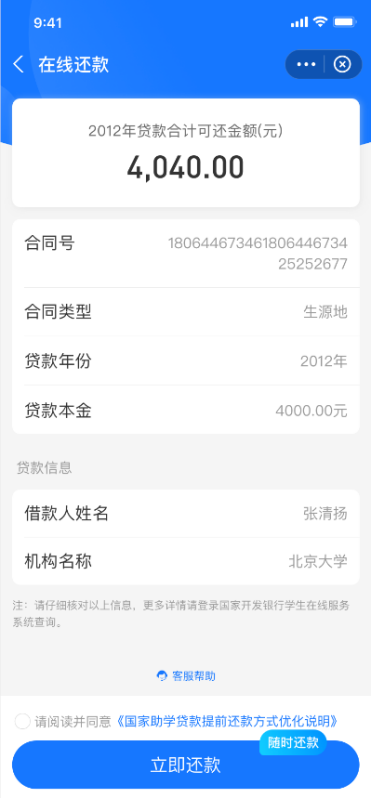 9:41
在线还款
2012年贷款合计可还金额(元)
4,040.00
合同号
180644673461806446734
25252677
合同类型
生源地
贷款年份
2012年
贷款本金
4000.00元
贷款信息
借款人姓名
张清扬
机构名称
北京大学
注：请仔细核对以上信息，更多详情请登录国家开发银行学生在线服务
系统查询。
客服帮助
请阅读并同意《国家助学贷款提前还款方式优化说明》
随时还款
立即还款